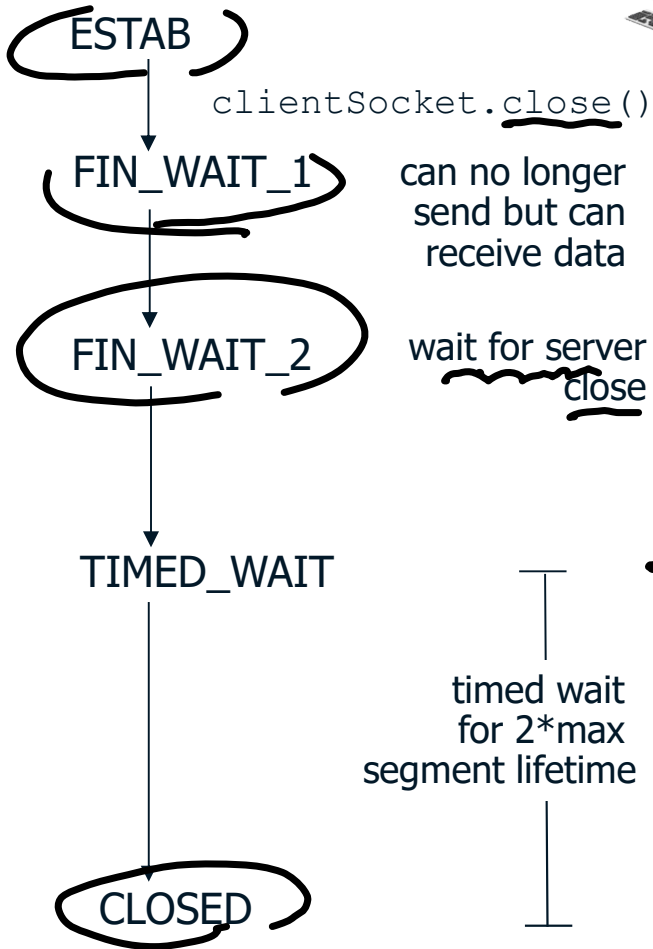 ESTAB
clientSocket.close()
FIN_WAIT_1
can no longer
send but can
receive data
FIN_WAIT_2
wait for server
close
TIMED_WAIT
timed wait
for 2*max
segment lifetime
CLOSED